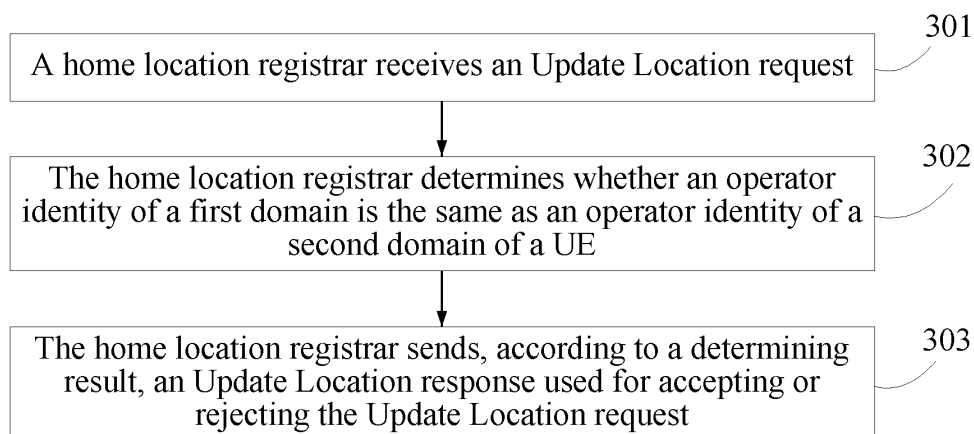 301
A home location registrar receives an Update Location request
302
The home location registrar determines whether an operator
identity of a first domain is the same as an operator identity of a
second domain of a UE
303
The home location registrar sends, according to a determining
result, an Update Location response used for accepting or
rejecting the Update Location request